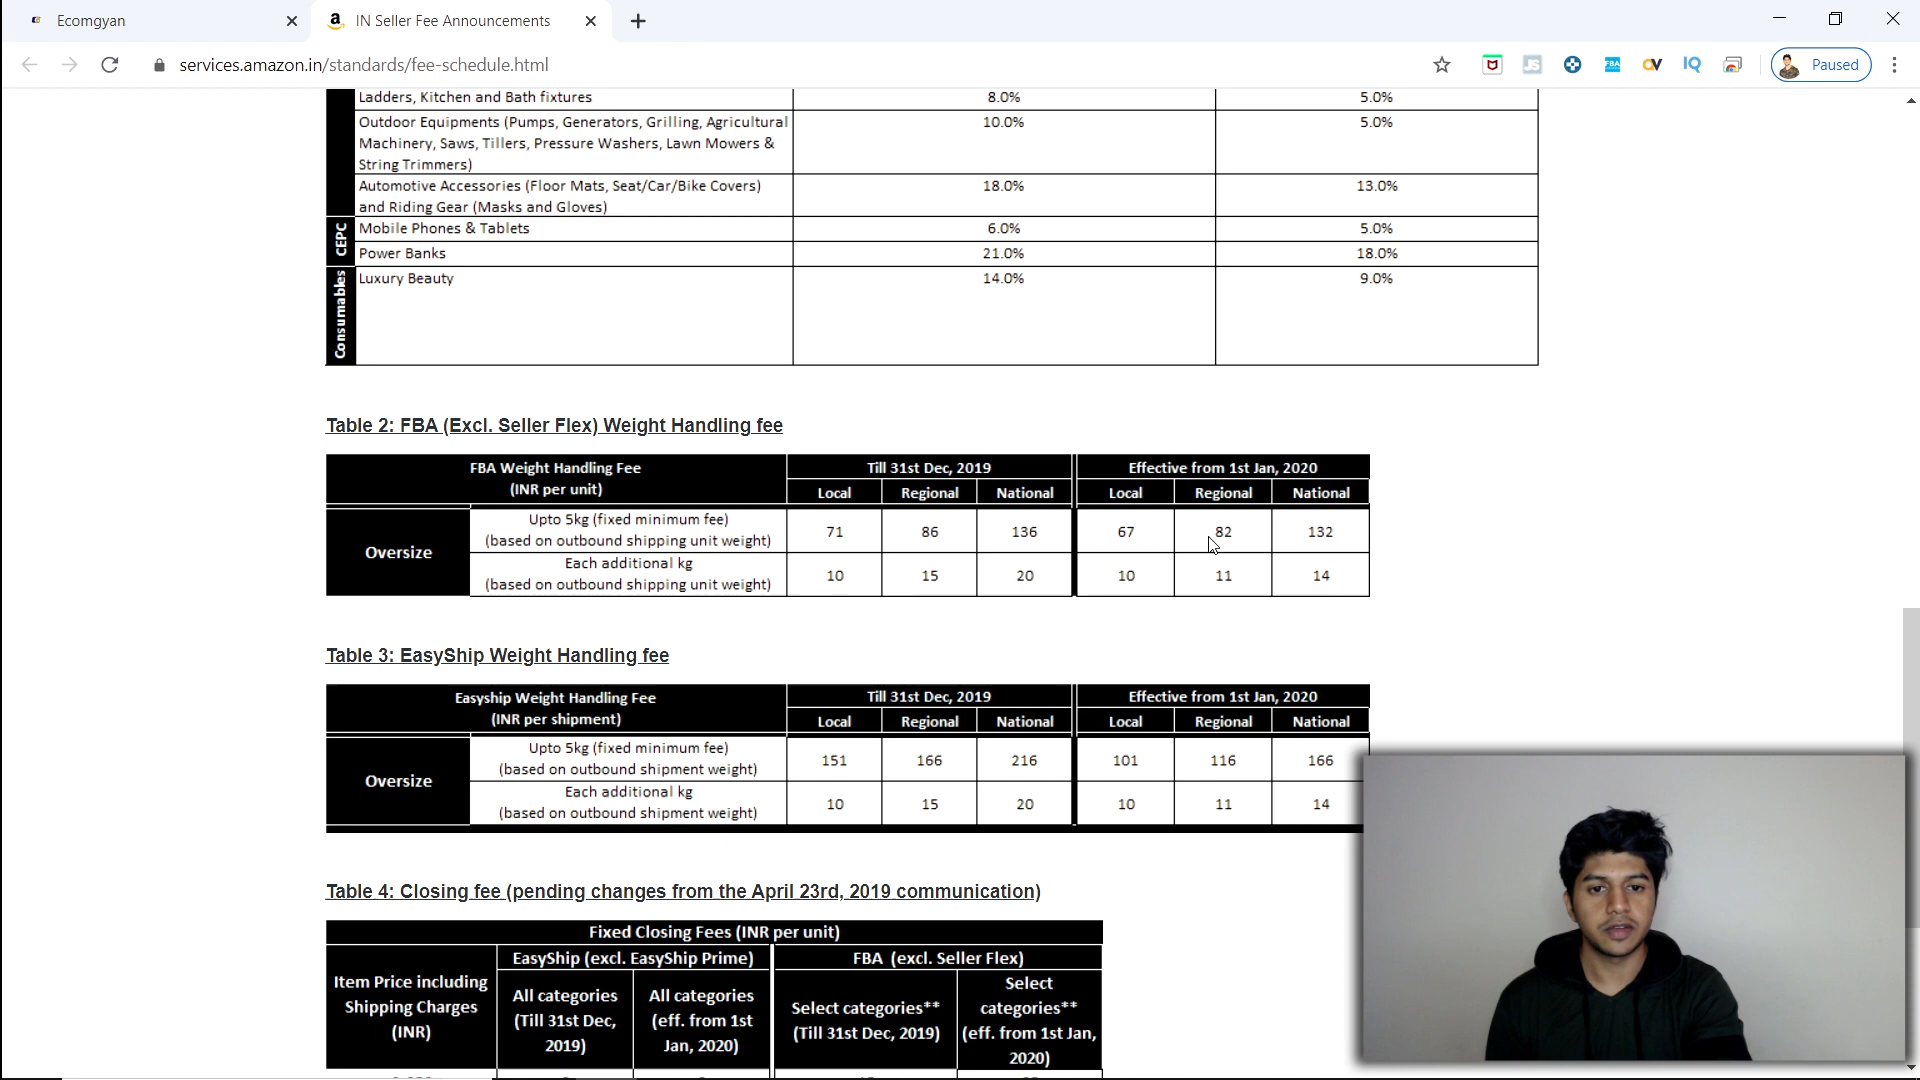 Ecomgyan
IN Seller Fee Announcements
services.amazon.in/standards/fee-schedule.html
JS
FBA
IQ
Paused
Ladders, Kitchen and Bath fixtures 8.0% 5.0%
Outdoor Equipments (Pumps, Generators, Grilling, Agricultural 10.0% 5.0%
Machinery, Saws, Tillers, Pressure Washers, Lawn Mowers &
String Trimmers)
Automotive Accessories (Floor Mats, Seat/Car/Bike Covers) 18.0% 13.0%
and Riding Gear (Masks and Gloves)
CEPC
Mobile Phones & Tablets 6.0% 5.0%
Power Banks 21.0% 18.0%
Consumables
Luxury Beauty 14.0% 9.0%
Table 2: FBA (Excl. Seller Flex) Weight Handling fee
FBA Weight Handling Fee Till 31st Dec, 2019 Effective from 1st Jan, 2020
(INR per unit) Local Regional National Local Regional National
Oversize
Upto 5kg (fixed minimum fee) 71 86 136 67 82 132
(based on outbound shipping unit weight)
Each additional kg 10 15 20 10 11 14
(based on outbound shipping unit weight)
Table 3: EasyShip Weight Handling fee
Easyship Weight Handling Fee Till 31st Dec, 2019 Effective from 1st Jan, 2020
(INR per shipment) Local Regional National Local Regional National
Oversize
Upto 5kg (fixed minimum fee) 151 166 216 101 116 166
(based on outbound shipment weight)
Each additional kg 10 15 20 10 11 14
(based on outbound shipment weight)
Table 4: Closing fee (pending changes from the April 23rd, 2019 communication)
Fixed Closing Fees (INR per unit)
EasyShip (excl. EasyShip Prime) FBA (excl. Seller Flex)
Item Price including
Shipping Charges
(INR)
All categories
(Till 31st Dec,
2019)
All categories
(eff. from 1st
Jan, 2020)
Select categories**
(Till 31st Dec, 2019)
Select
categories**
(eff. from 1st Jan,
2020)